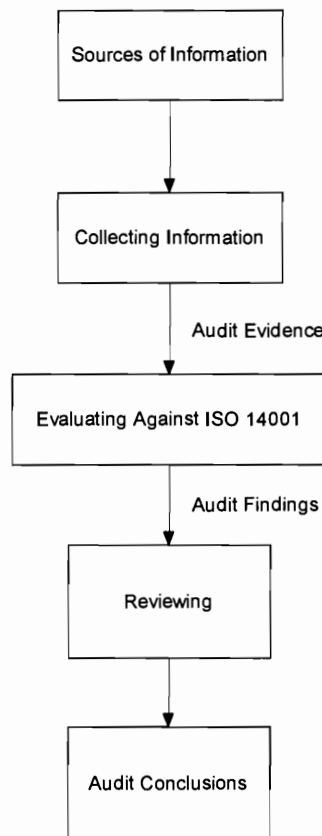 Sources of Information
Collecting Information
Audit Evidence
Evaluating Against ISO 14001
Audit Findings
Reviewing
Audit Conclusions